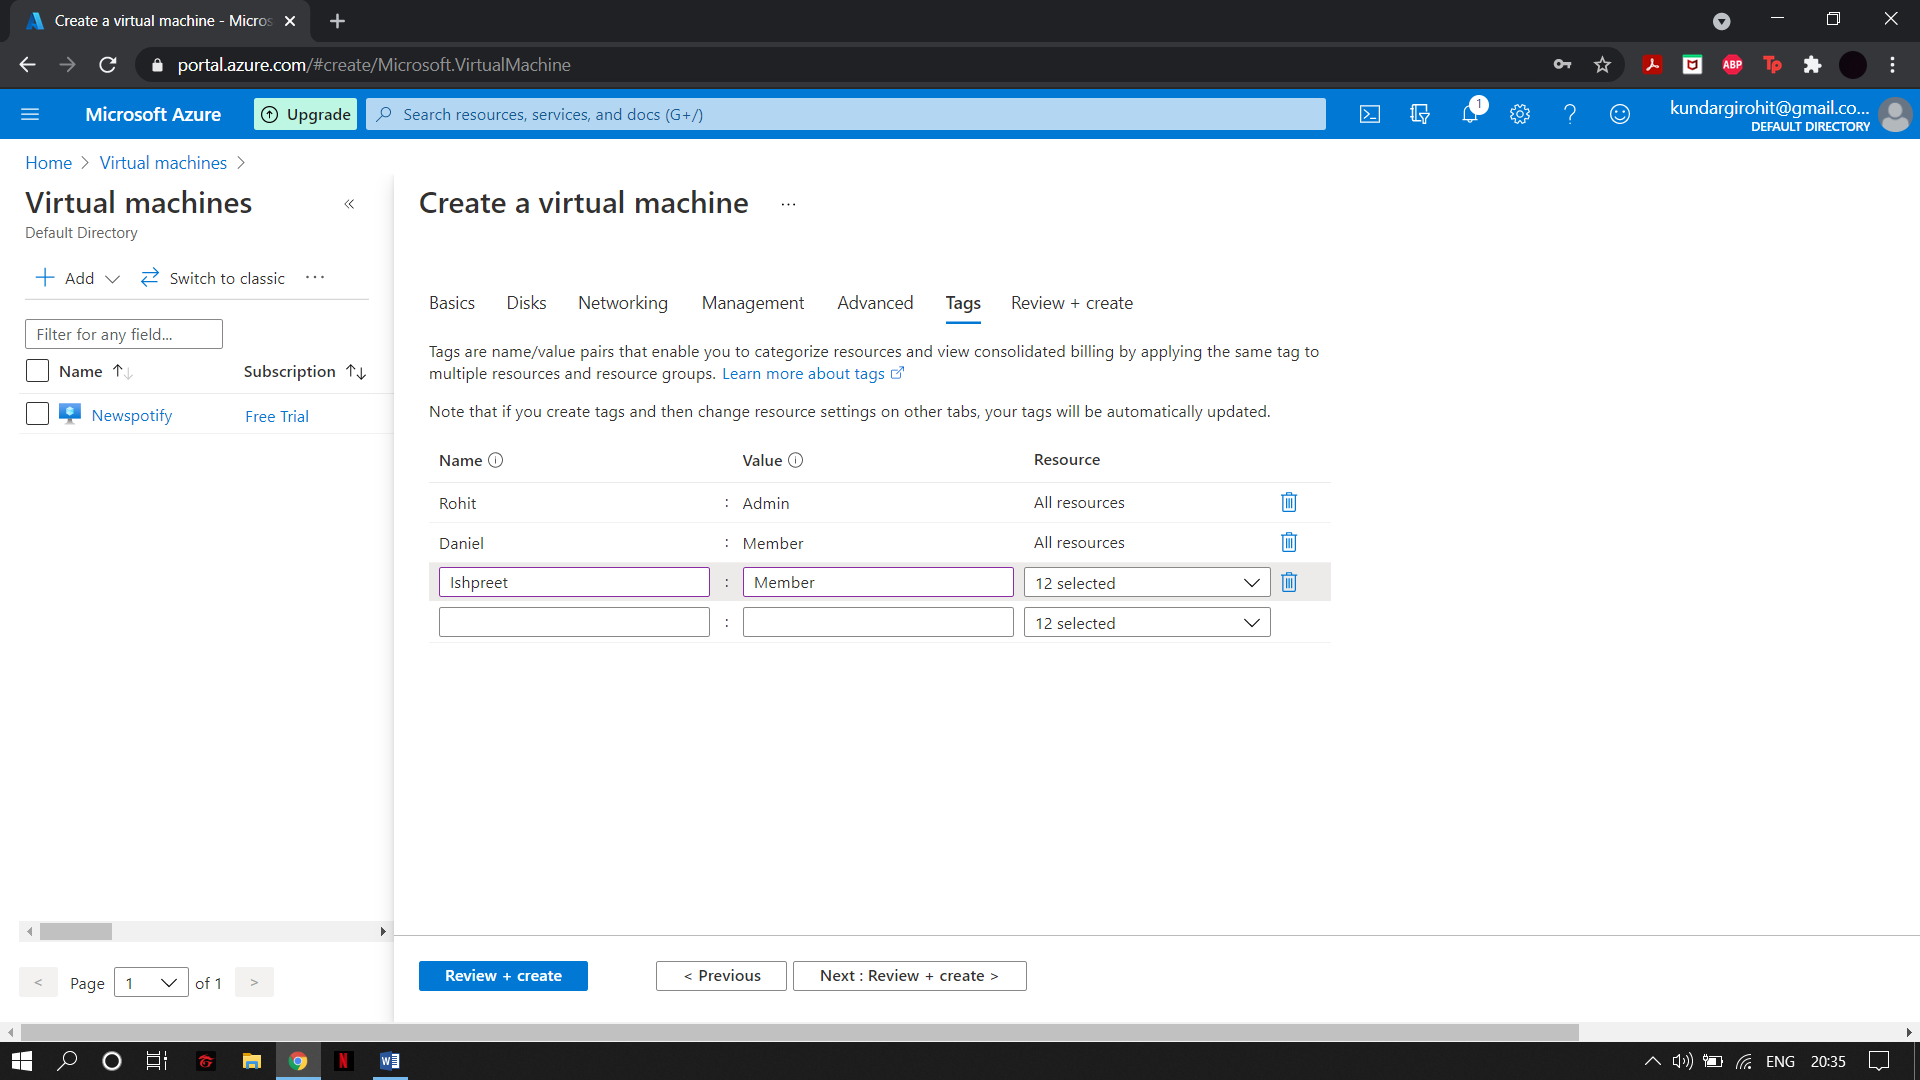 Create a virtual machine - Micros
portal.azure.com/#create/Microsoft.VirtualMachine
ABP
Tp
Microsoft Azure
Upgrade
Search resources, services, and docs (G+/)
1
kundargirohit@gmail.co...
DEFAULT DIRECTORY
Home > Virtual machines >
Virtual machines
«
Default Directory
Add
Switch to classic
...
Filter for any field...
Name
Subscription
Newspotify
Free Trial
Create a virtual machine
...
Basics Disks Networking Management Advanced Tags Review + create
Tags are name/value pairs that enable you to categorize resources and view consolidated billing by applying the same tag to
multiple resources and resource groups. Learn more about tags
Note that if you create tags and then change resource settings on other tabs, your tags will be automatically updated.
Name Value Resource
Rohit : Admin All resources
Daniel : Member All resources
Ishpreet : Member 12 selected
: 12 selected
< Page 1 of 1 >
Review + create
< Previous
Next : Review + create >
N
W
ENG
20:35